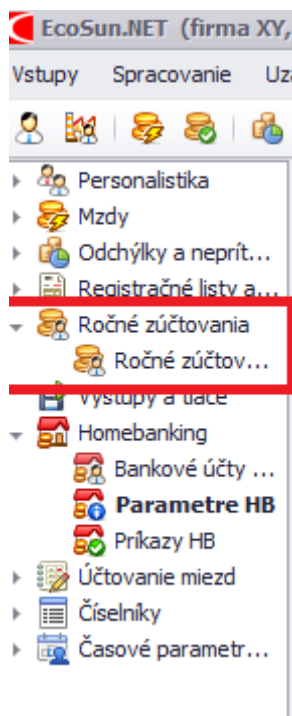 EcoSun.NET (firma XY,
Vstupy Spracovanie Uz
Personalistika
Mzdy
Odchýlky a neprít...
Registračné listy a...
Ročné zúčtovania
Ročné zúčtov...
Výstupy a tlače
Homebanking
Bankové účty ...
Parametre HB
Príkazy HB
Účtovanie miezd
Číselníky
Časové parametr...